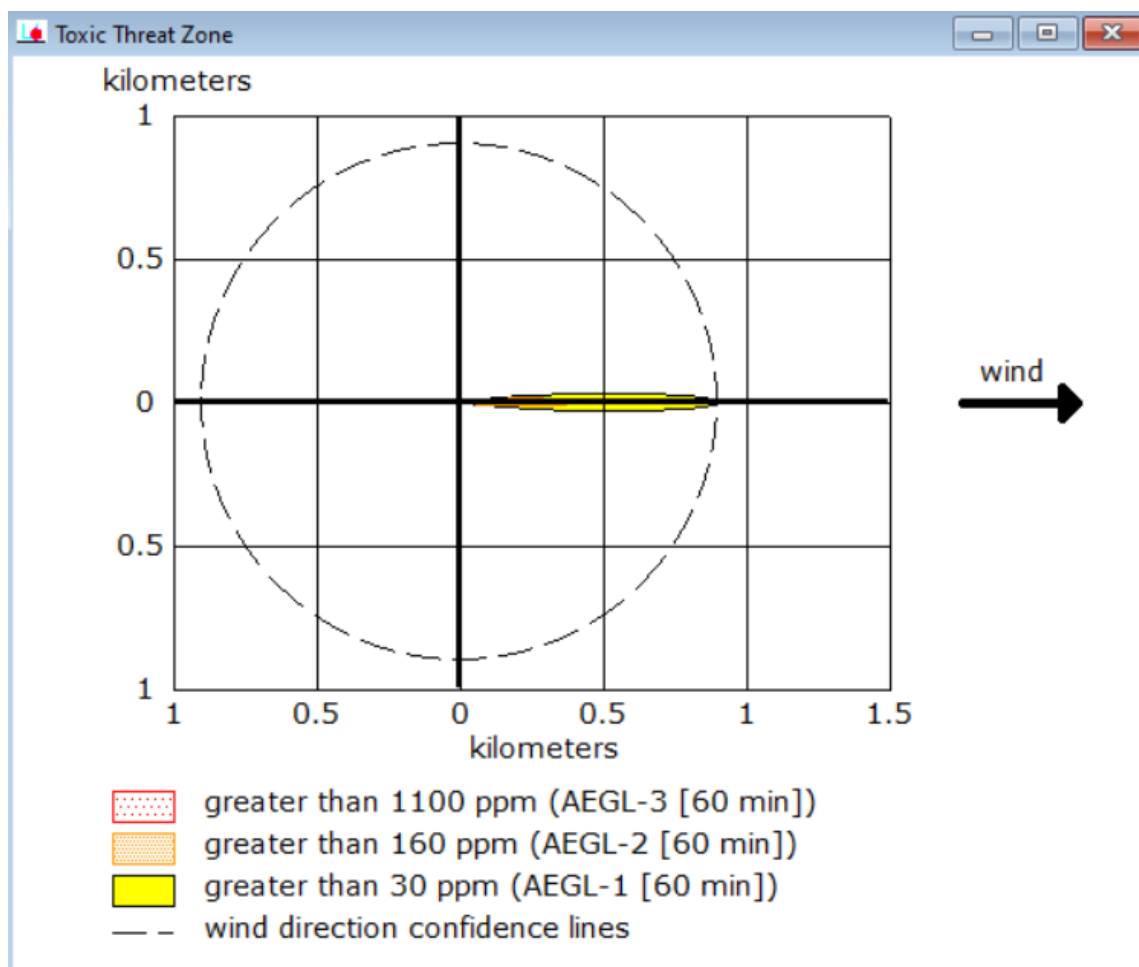 Toxic Threat Zone
kilometers
1
0.5
0
0.5
1
wind
1 0.5 0 0.5 1 1.5
kilometers
greater than 1100 ppm (AEGL-3 [60 min])
greater than 160 ppm (AEGL-2 [60 min])
greater than 30 ppm (AEGL-1 [60 min])
wind direction confidence lines